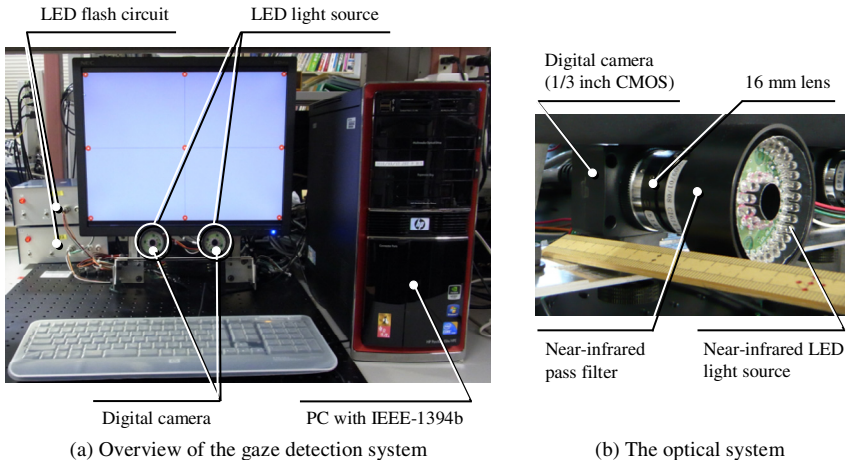 LED flash circuit
LED light source
Digital camera
PC with IEEE-1394b
(a) Overview of the gaze detection system
Digital camera
(1/3 inch CMOS)
16 mm lens
Near-infrared
pass filter
Near-infrared LED
light source
(b) The optical system
hp